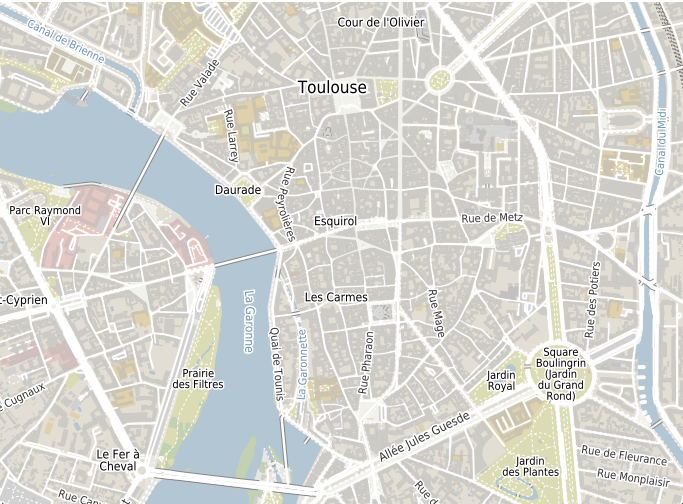 Cour de l'Olivier
Canal de Brienne
Rue Valade
Toulouse
Rue Larrey
Canal du Midi
Daurade
Rue Peyrolières
Parc Raymond
VI
Esquirol
Rue de Metz
t-Cyprien
La Garonne
Les Carmes
Rue Mage
Rue des Potiers
Quai de Tounis
La Garonnette
Rue Pharaon
Prairie
des Filtres
Jardin
Royal
Square
Boulingrin
(Jardin
du Grand
Rond)
e Cugnaux
Allée Jules Guesde
Le Fer à
Cheval
Jardin
des Plantes
Rue de Fleurance
Rue Monplaisir
Rue Can
Rue d